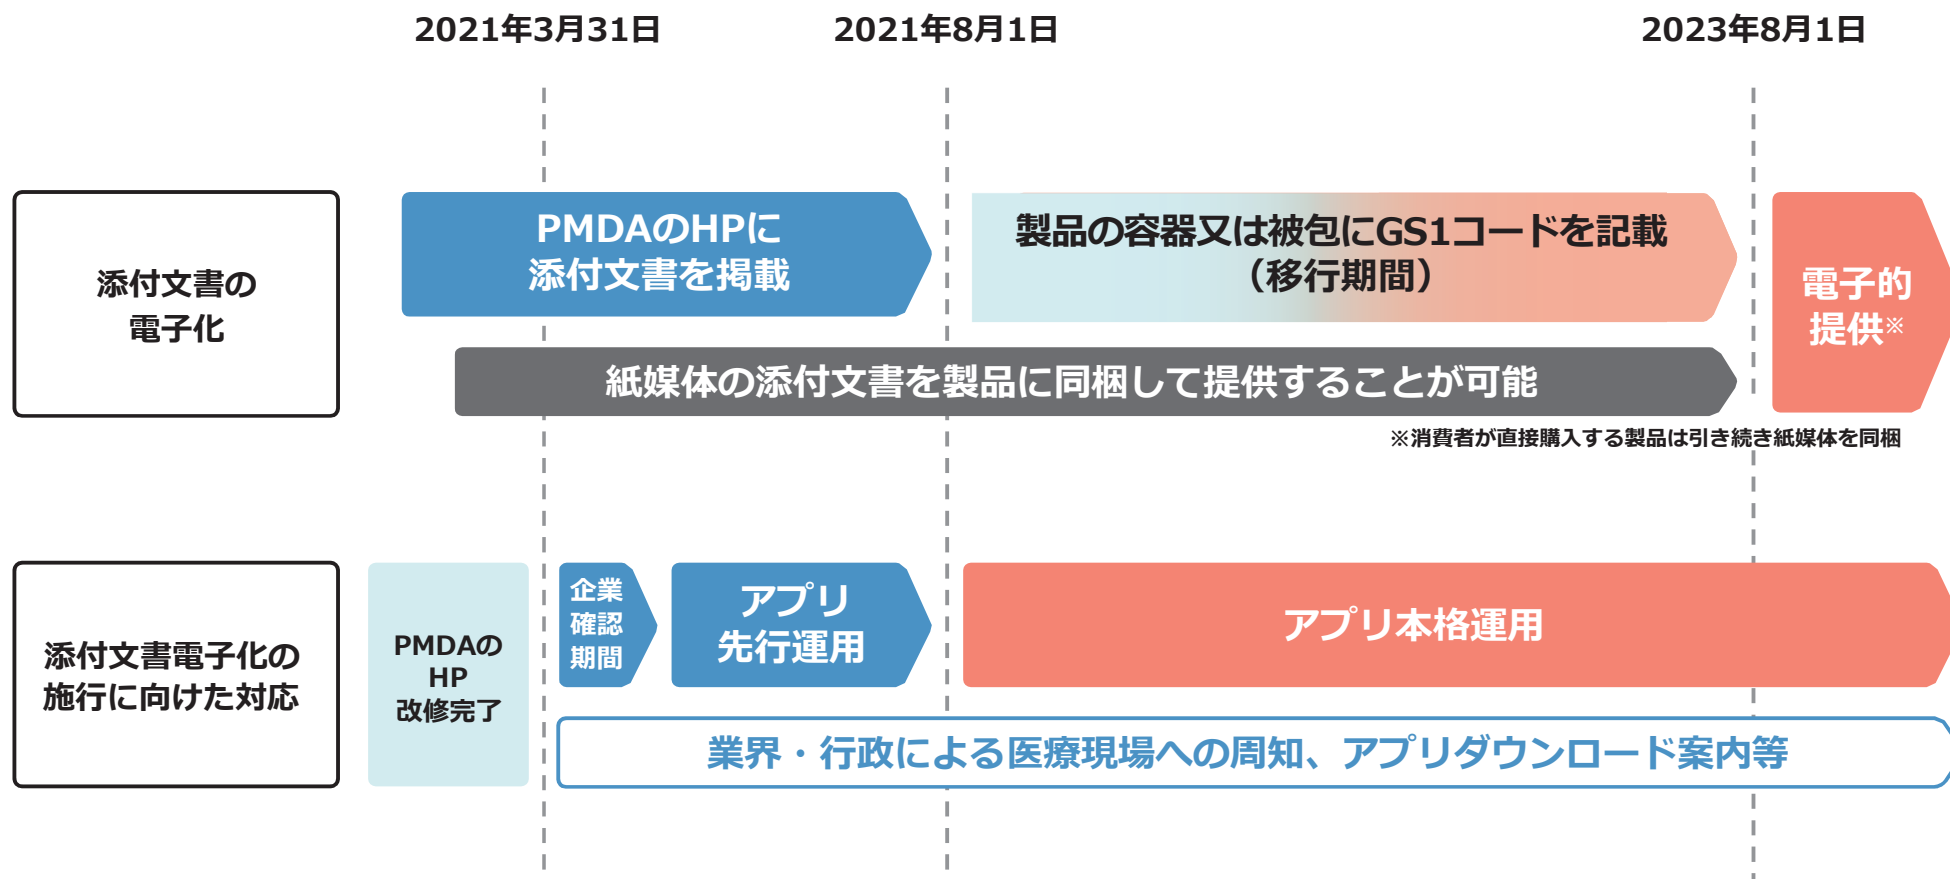 2021年3月31日
2021年8月1日
2023年8月1日
添付文書の
電子化
PMDAのHPに
添付文書を掲載
製品の容器又は被包にGS1コードを記載
（移行期間）
電子的
提供※
紙媒体の添付文書を製品に同梱して提供することが可能
※消費者が直接購入する製品は引き続き紙媒体を同梱
添付文書電子化の
施行に向けた対応
PMDAの
HP
改修完了
企業
確認
期間
アプリ
先行運用
アプリ本格運用
業界・行政による医療現場への周知、アプリダウンロード案内等